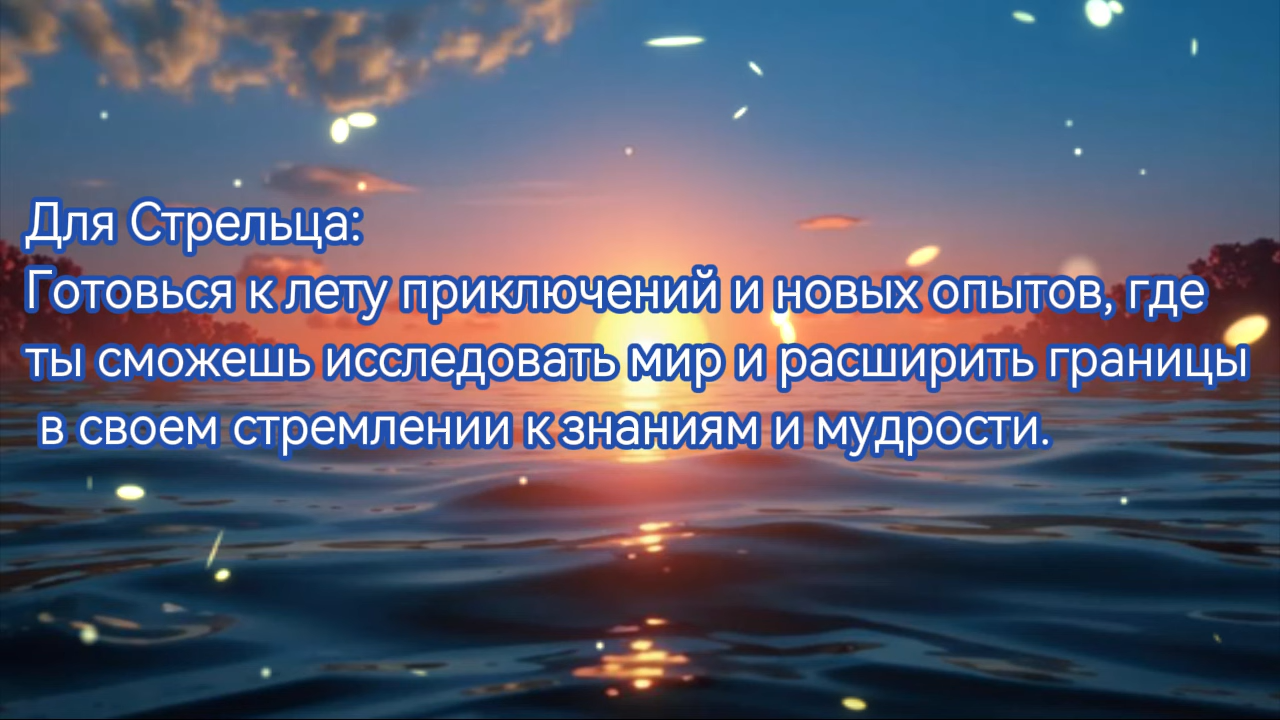 Для Стрельца:
Готовься к лету приключений и новых опытов, где
ты сможешь исследовать мир и расширить границы
в своем стремлении к знаниям и мудрости.